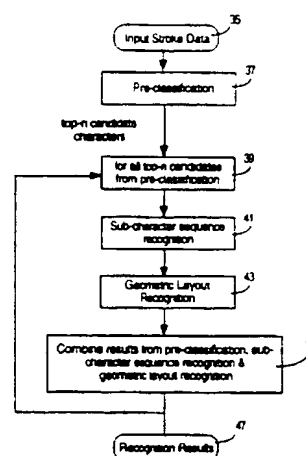 35
Input Stroke Data
37
Pre-classification
top-n candidate
characters
39
for all top-n candidates
from pre-classification
41
Sub-character sequence
recognition
43
Geometric Layout
Recognition
Combine results from pre-classification, sub-
character sequence recognition &
geometric layout recognition
47
Recognition Results